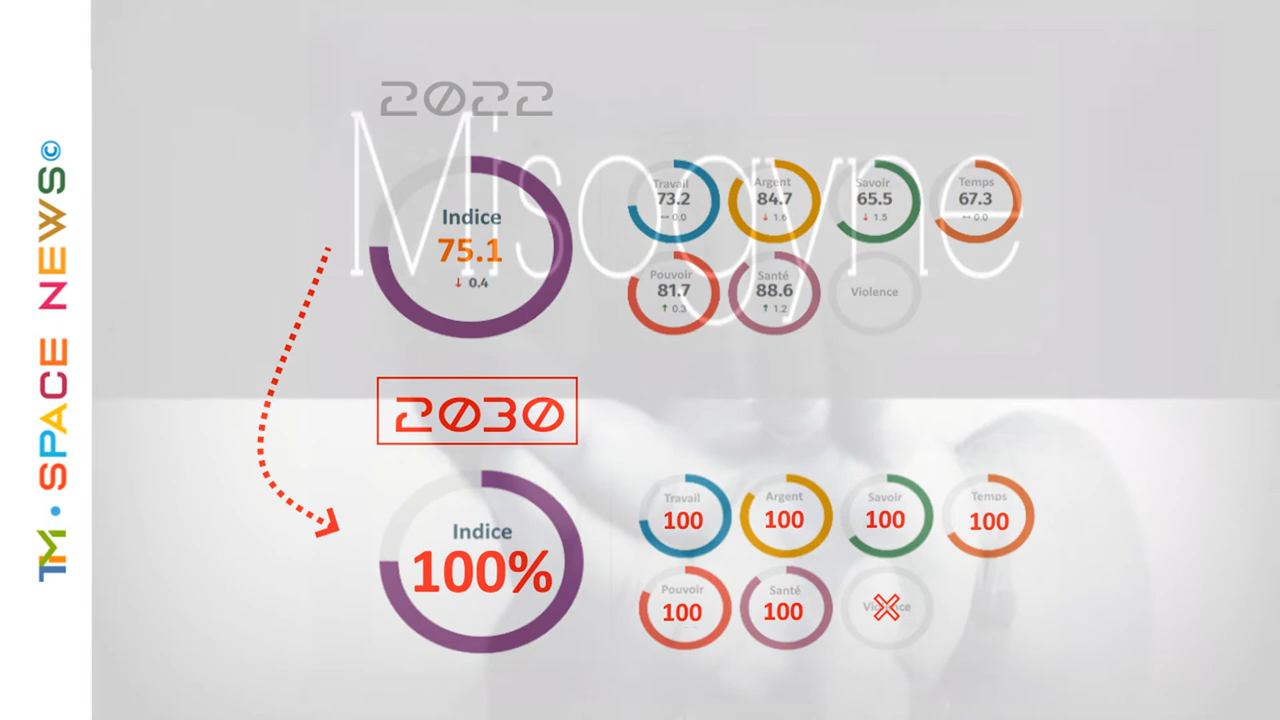 TM • SPACE NEWS©
2022
Misogyne
Indice
75.1
↓ 0.4
Travail
73.2
↔ 0.0
Argent
84.7
↓ 1.6
Savoir
65.5
↓ 1.5
Temps
67.3
↔ 0.0
Pouvoir
81.7
↑ 0.3
Santé
88.6
↑ 1.2
Violence
2030
Indice
100%
Travail
100
Argent
100
Savoir
100
Temps
100
Pouvoir
100
Santé
100
Violence